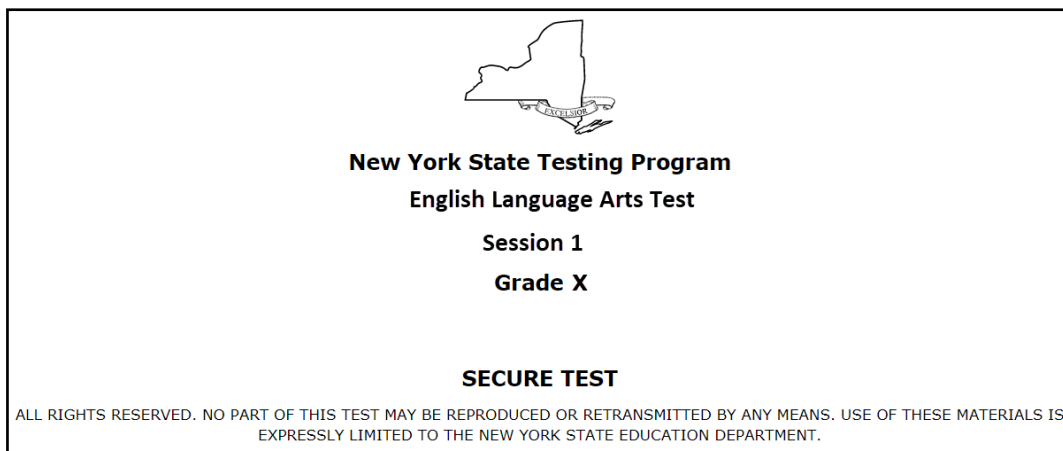 EXCELSIOR
New York State Testing Program
English Language Arts Test
Session 1
Grade X
SECURE TEST
ALL RIGHTS RESERVED. NO PART OF THIS TEST MAY BE REPRODUCED OR RETRANSMITTED BY ANY MEANS. USE OF THESE MATERIALS IS
EXPRESSLY LIMITED TO THE NEW YORK STATE EDUCATION DEPARTMENT.